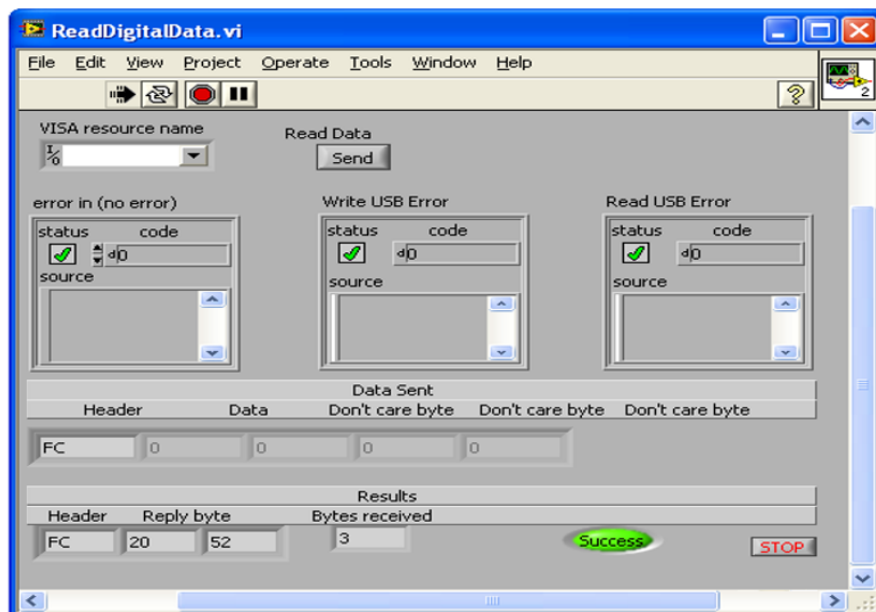 ReadDigitalData.vi
File Edit View Project Operate Tools Window Help
2
VISA resource name
Read Data
I/O
Send
error in (no error) Write USB Error Read USB Error
status code status code status code
d 0 d 0 d 0
source source source
Data Sent
Header Data Don't care byte Don't care byte Don't care byte
FC 0 0 0 0
Results
Header Reply byte Bytes received
FC 20 52 3 Success STOP